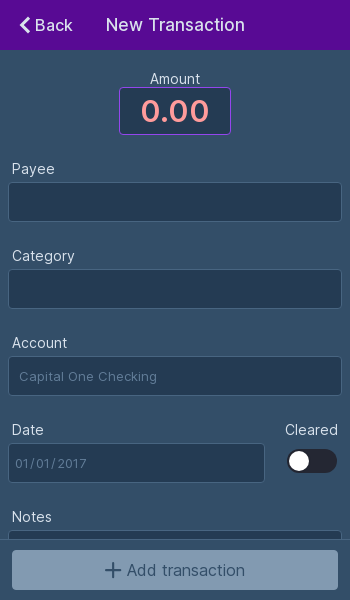 Back
New Transaction
Amount
0.00
Payee
Category
Account
Capital One Checking
Date
Cleared
01/01/2017
Notes
Add transaction